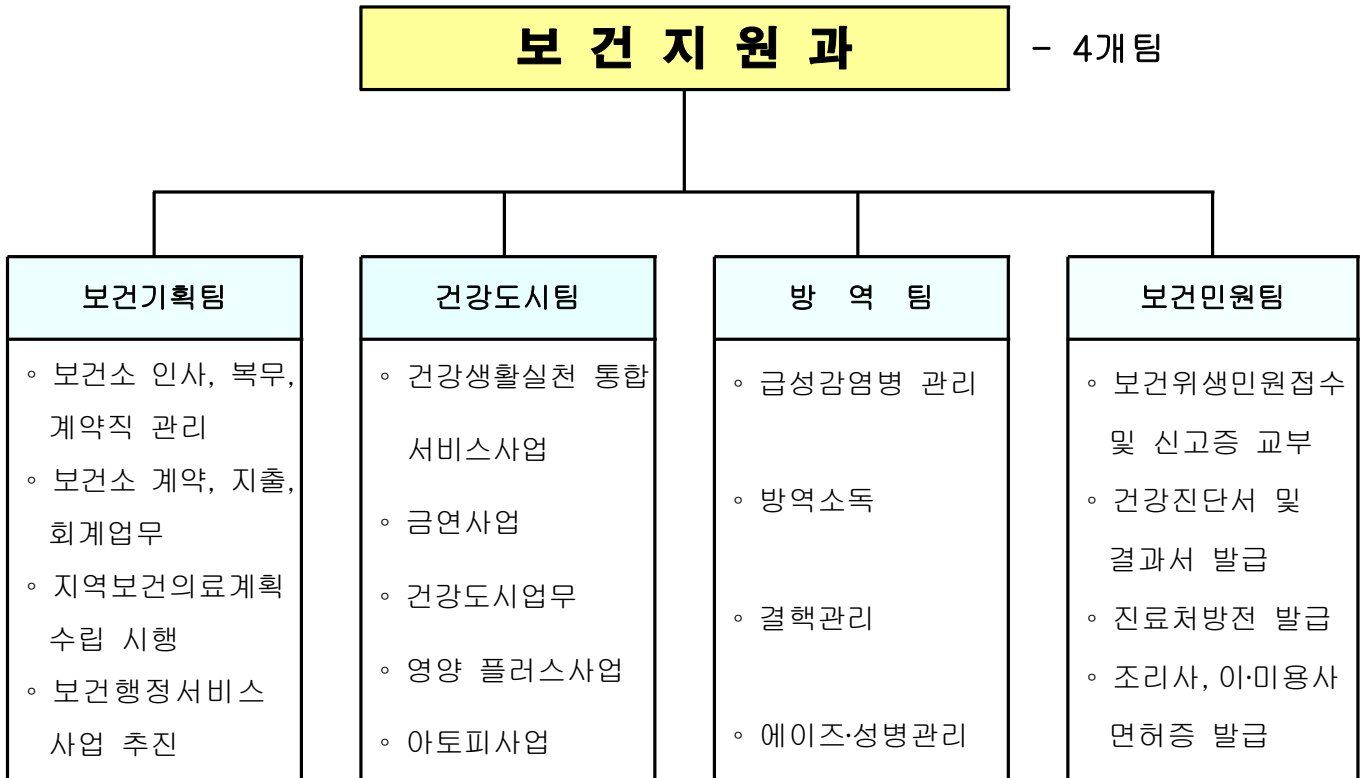 보 건 지 원 과
- 4개팀
보건기획팀
◦ 보건소 인사, 복무,
계약직 관리
◦ 보건소 계약, 지출,
회계업무
◦ 지역보건의료계획
수립 시행
◦ 보건행정서비스
사업 추진
건강도시팀
◦ 건강생활실천 통합
서비스사업
◦ 금연사업
◦ 건강도시업무
◦ 영양 플러스사업
◦ 아토피사업
방 역 팀
◦ 급성감염병 관리
◦ 방역소독
◦ 결핵관리
◦ 에이즈·성병관리
보건민원팀
◦ 보건위생민원접수
및 신고증 교부
◦ 건강진단서 및
결과서 발급
◦ 진료처방전 발급
◦ 조리사, 이·미용사
면허증 발급